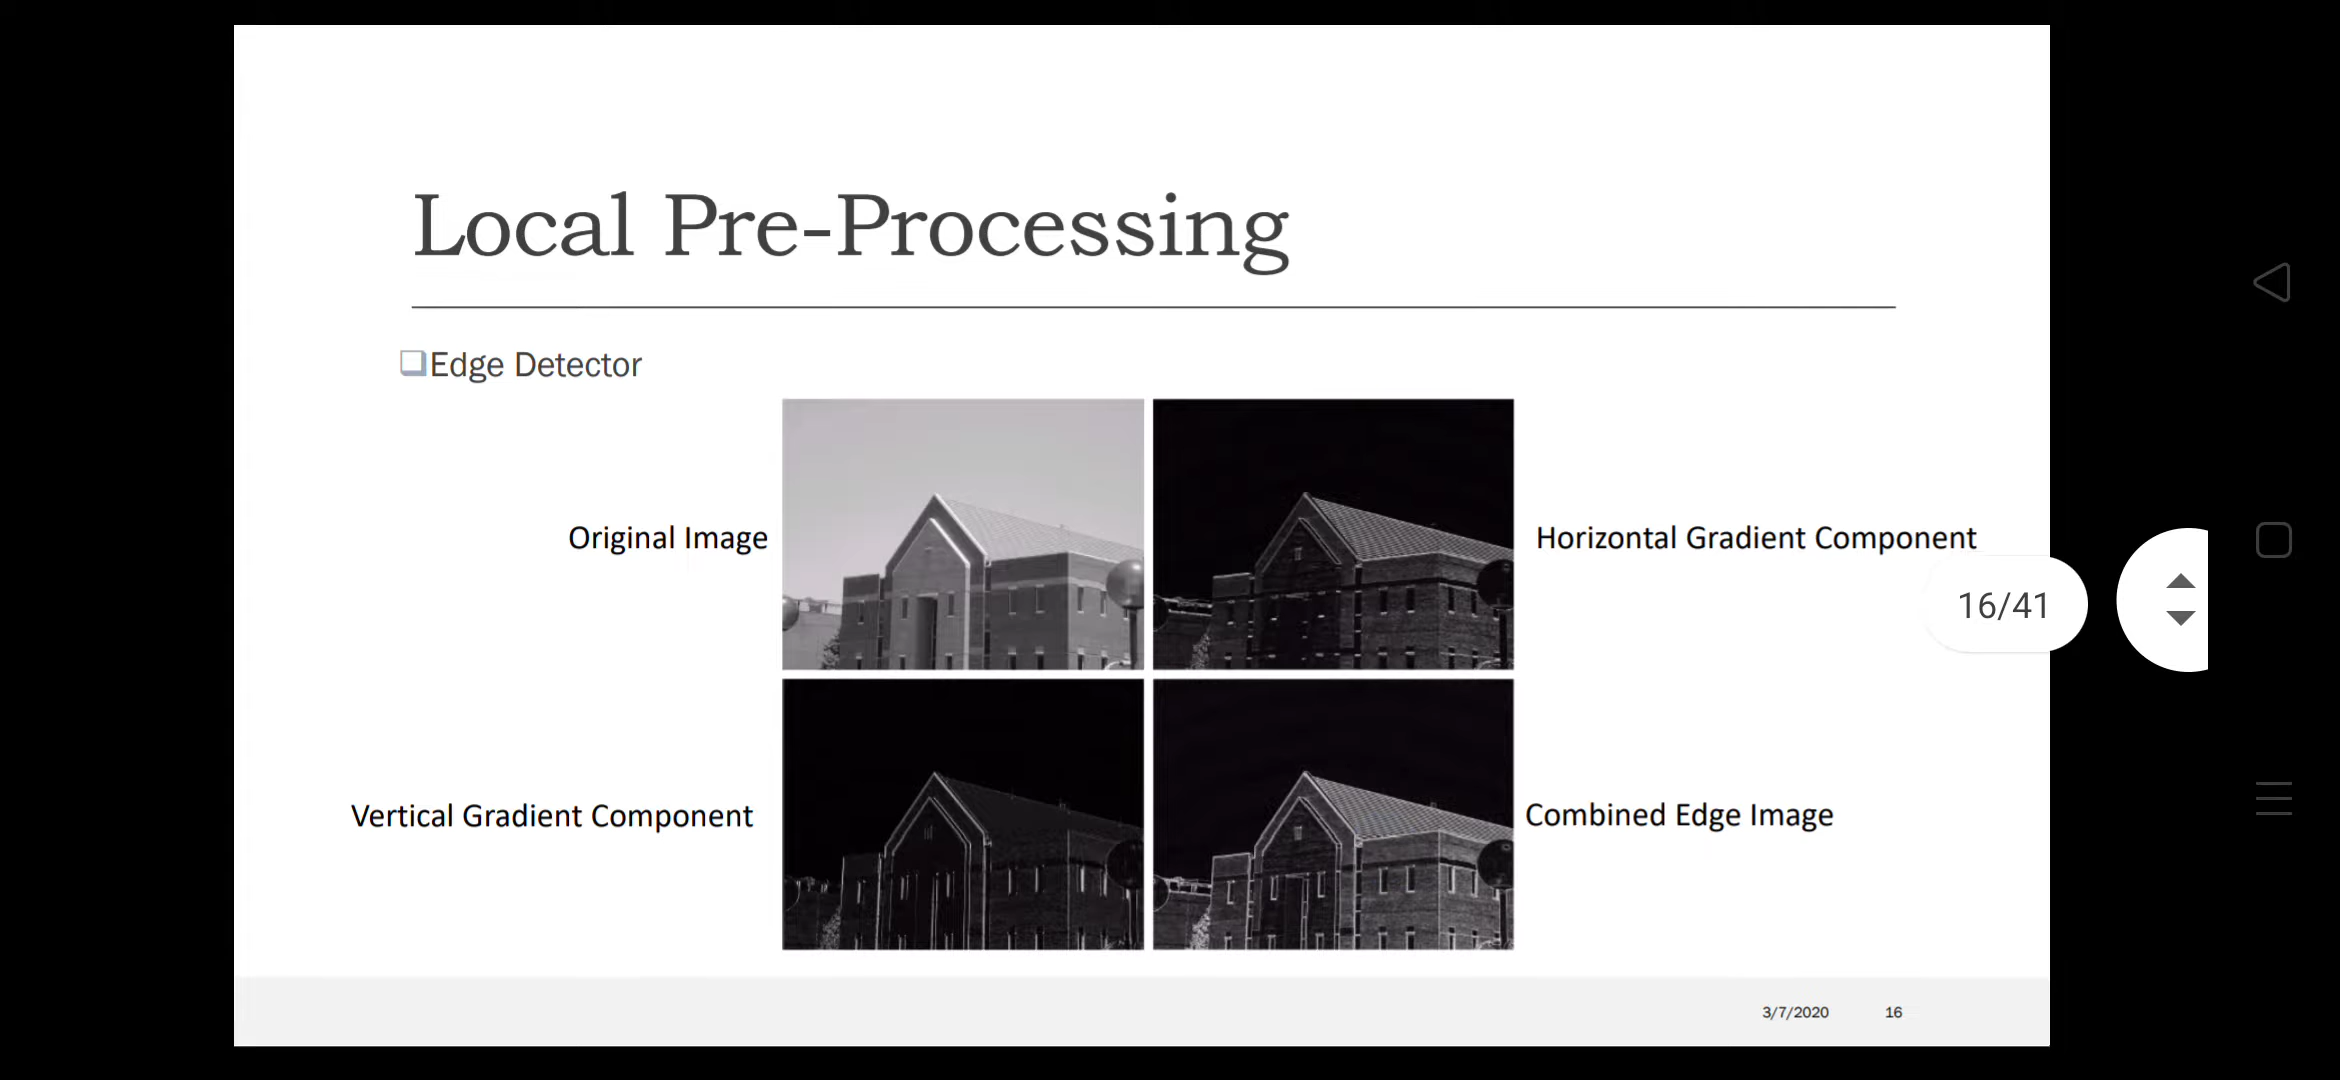 Local Pre-Processing
Edge Detector
Original Image
Horizontal Gradient Component
16/41
Vertical Gradient Component
Combined Edge Image
3/7/2020
16